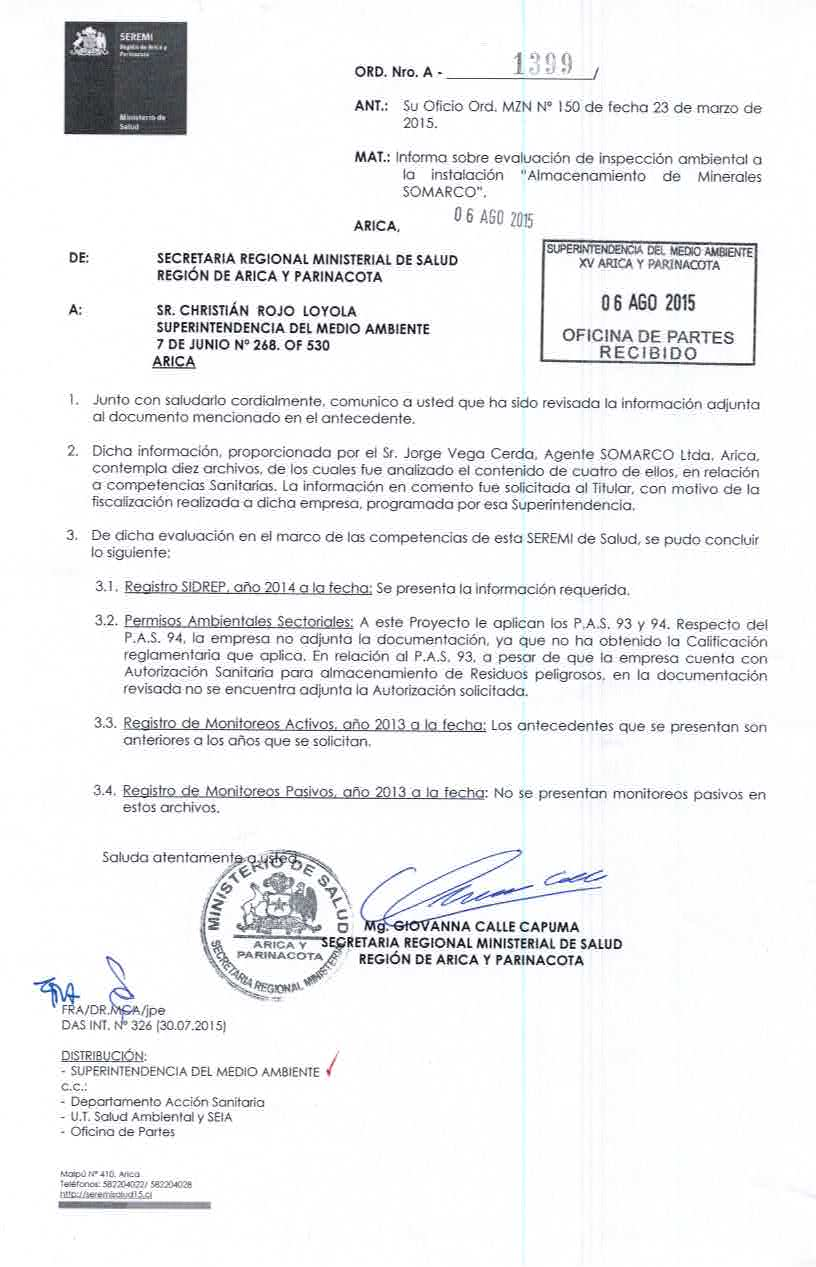 SEREMI
Región de Arica y
Parinacota
Ministerio de
Salud
ORD. Nro. A - 1399 /
ANT.: Su Oficio Ord. MZN Nº 150 de fecha 23 de marzo de
2015.
MAT.: Informa sobre evaluación de inspección ambiental a
la instalación "Almacenamiento de Minerales
SOMARCO".
ARICA, 06 AGO 2015
DE: SECRETARIA REGIONAL MINISTERIAL DE SALUD
REGIÓN DE ARICA Y PARINACOTA
SUPERINTENDENCIA DEL MEDIO AMBIENTE
XV ARICA Y PARINACOTA
06 AGO 2015
OFICINA DE PARTES
RECIBIDO
A: SR. CHRISTIÁN ROJO LOYOLA
SUPERINTENDENCIA DEL MEDIO AMBIENTE
7 DE JUNIO Nº 268. OF 530
ARICA
1. Junto con saludarlo cordialmente, comunico a usted que ha sido revisada la información adjunta
al documento mencionado en el antecedente.
2. Dicha información, proporcionada por el Sr. Jorge Vega Cerda, Agente SOMARCO Ltda, Arica,
contempla diez archivos, de los cuales fue analizado el contenido de cuatro de ellos, en relación
a competencias Sanitarias. La información en comento fue solicitada al Titular, con motivo de la
fiscalización realizada a dicha empresa, programada por esa Superintendencia.
3. De dicha evaluación en el marco de las competencias de esta SEREMI de Salud, se pudo concluir
lo siguiente:
3.1. Registro SIDREP, año 2014 a la fecha: Se presenta la información requerida.
3.2. Permisos Ambientales Sectoriales: A este Proyecto le aplican los P.A.S. 93 y 94. Respecto del
P.A.S. 94, la empresa no adjunta la documentación, ya que no ha obtenido la Calificación
reglamentaria que aplica. En relación al P.A.S. 93, a pesar de que la empresa cuenta con
Autorización Sanitaria para almacenamiento de Residuos peligrosos, en la documentación
revisada no se encuentra adjunta la Autorización solicitada.
3.3. Registro de Monitoreos Activos, año 2013 a la fecha: Los antecedentes que se presentan son
anteriores a los años que se solicitan.
3.4. Registro de Monitoreos Pasivos, año 2013 a la fecha: No se presentan monitoreos pasivos en
estos archivos.
Saluda atentamente a usted,
MINISTERIO DE SALUD
ARICA Y
PARINACOTA
SECRETARIA REGIONAL MINISTERIAL
Mg. GIOVANNA CALLE CAPUMA
SECRETARIA REGIONAL MINISTERIAL DE SALUD
REGIÓN DE ARICA Y PARINACOTA
FRA/DR.MCA/jpe
DAS INT. Nº 326 (30.07.2015)
DISTRIBUCIÓN:
- SUPERINTENDENCIA DEL MEDIO AMBIENTE
c.c.:
- Departamento Acción Sanitaria
- U.T. Salud Ambiental y SEIA
- Oficina de Partes
Maipú Nº 410, Arica
Teléfonos: 582204022/ 582204028
http://seremisalud15.cl